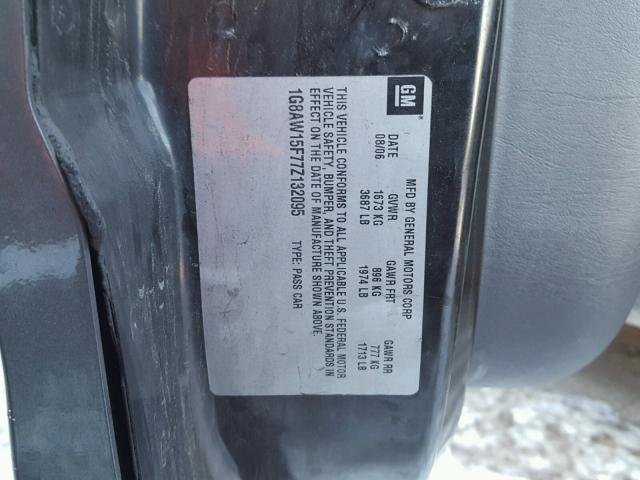 GM
®
MFD BY GENERAL MOTORS CORP
DATE GVWR GAWR FRT GAWR RR
08/06 1673 KG 896 KG 777 KG
3687 LB 1974 LB 1713 LB
THIS VEHICLE CONFORMS TO ALL APPLICABLE U.S. FEDERAL MOTOR
VEHICLE SAFETY, BUMPER, AND THEFT PREVENTION STANDARDS IN
EFFECT ON THE DATE OF MANUFACTURE SHOWN ABOVE.
1G8AW15F77Z132095 TYPE: PASS CAR